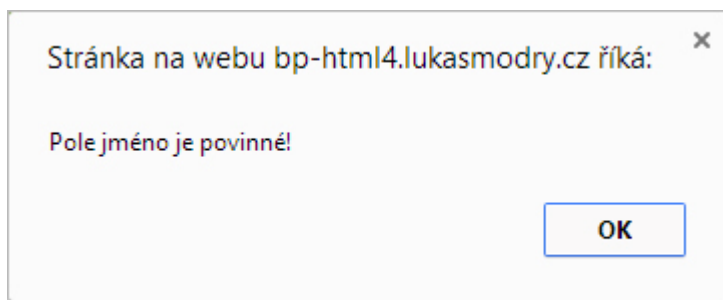 Stránka na webu bp-html4.lukasmodry.cz říká:
Pole jméno je povinné!
OK